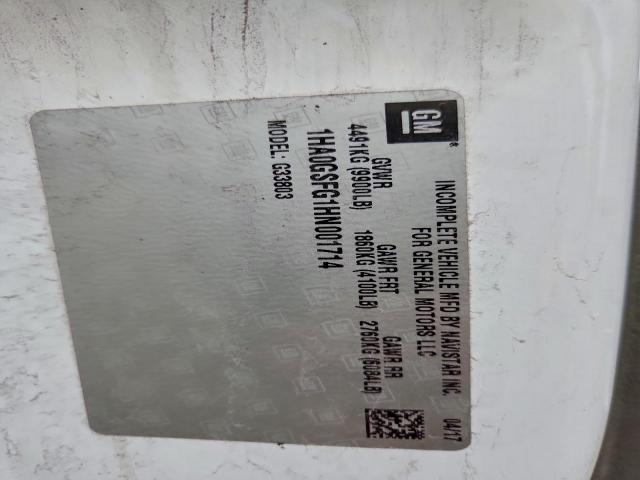 GM
INCOMPLETE VEHICLE MFD BY NAVISTAR INC. 04/17
FOR GENERAL MOTORS LLC
GVWR GAWR FRT GAWR RR
4491KG (9900LB) 1860KG (4100LB) 2760KG (6084LB)
1HA0GSFG1HN001714
MODEL: G33803